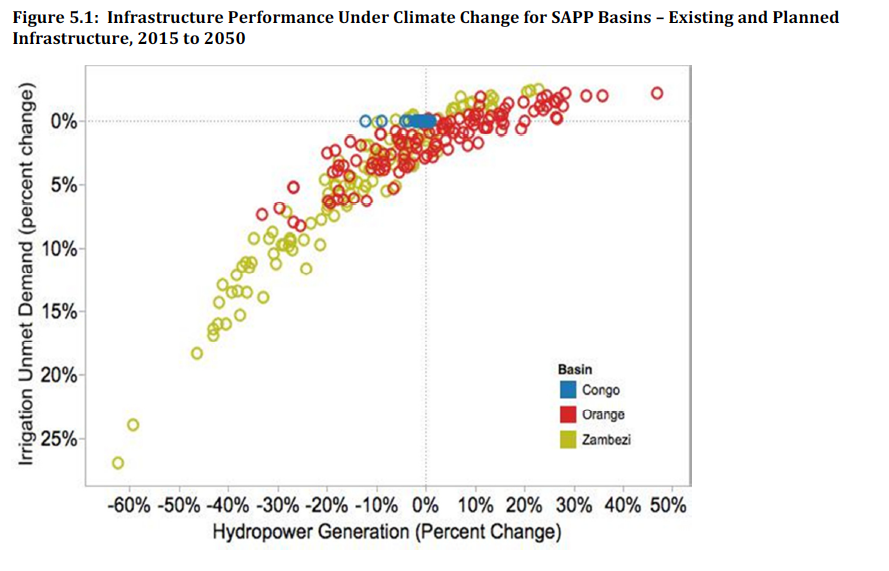 Figure 5.1: Infrastructure Performance Under Climate Change for SAPP Basins – Existing and Planned
Infrastructure, 2015 to 2050
Irrigation Unmet Demand (percent change)
0%
5%
10%
15%
20%
25%
Basin
Congo
Orange
Zambezi
-60% -50% -40% -30% -20% -10% 0% 10% 20% 30% 40% 50%
Hydropower Generation (Percent Change)